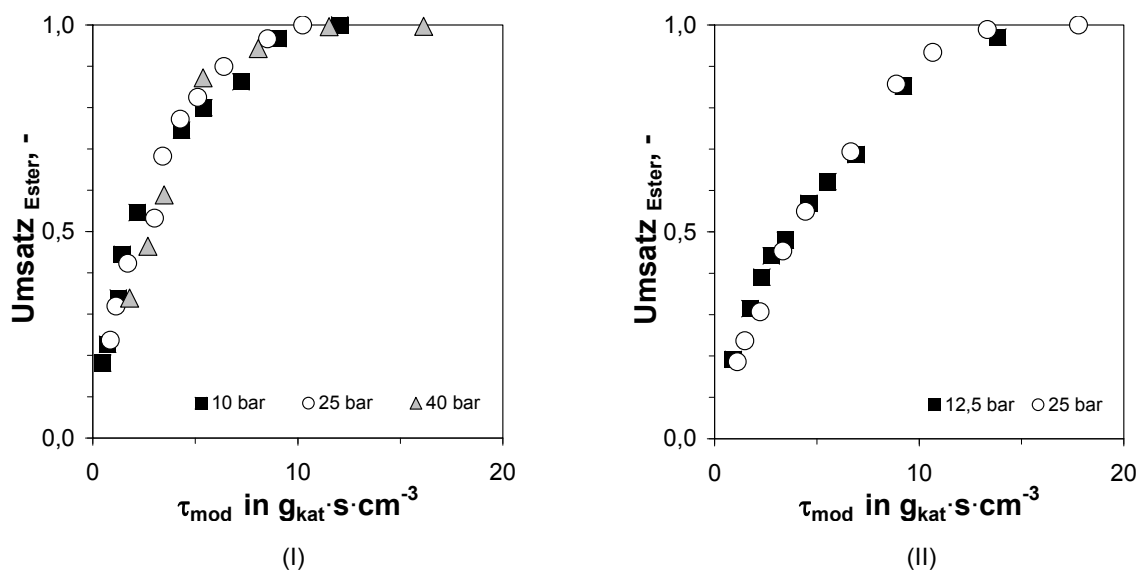 1,0
0,5
0,0
Umsatz Ester, -
10 bar 25 bar 40 bar
0 10 20
τmod in gkat·s·cm-3
(I)
1,0
0,5
0,0
Umsatz Ester, -
12,5 bar 25 bar
0 10 20
τmod in gkat·s·cm-3
(II)